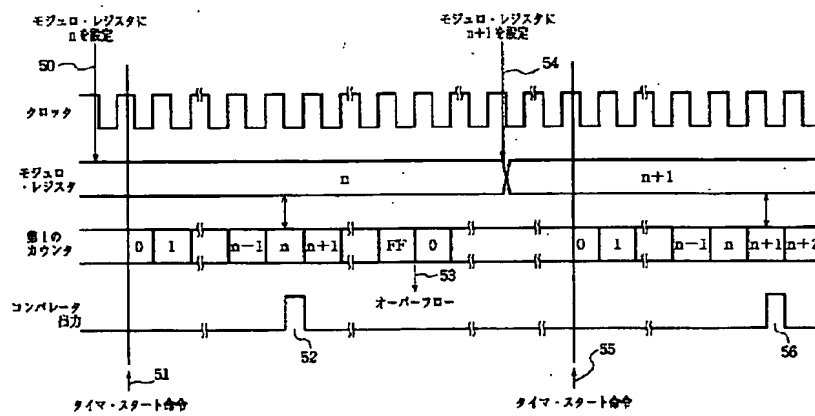 モジュロ・レジスタに
nを設定
モジュロ・レジスタに
n+1を設定
50
54
クロック
モジュロ・
レジスタ
n
n+1
第1の
カウンタ
0 1 n-1 n n+1 FF 0 0 1 n-1 n n+1 n+2
53
オーバーフロー
コンパレータ
出力
52
56
51
55
タイマ・スタート命令
タイマ・スタート命令